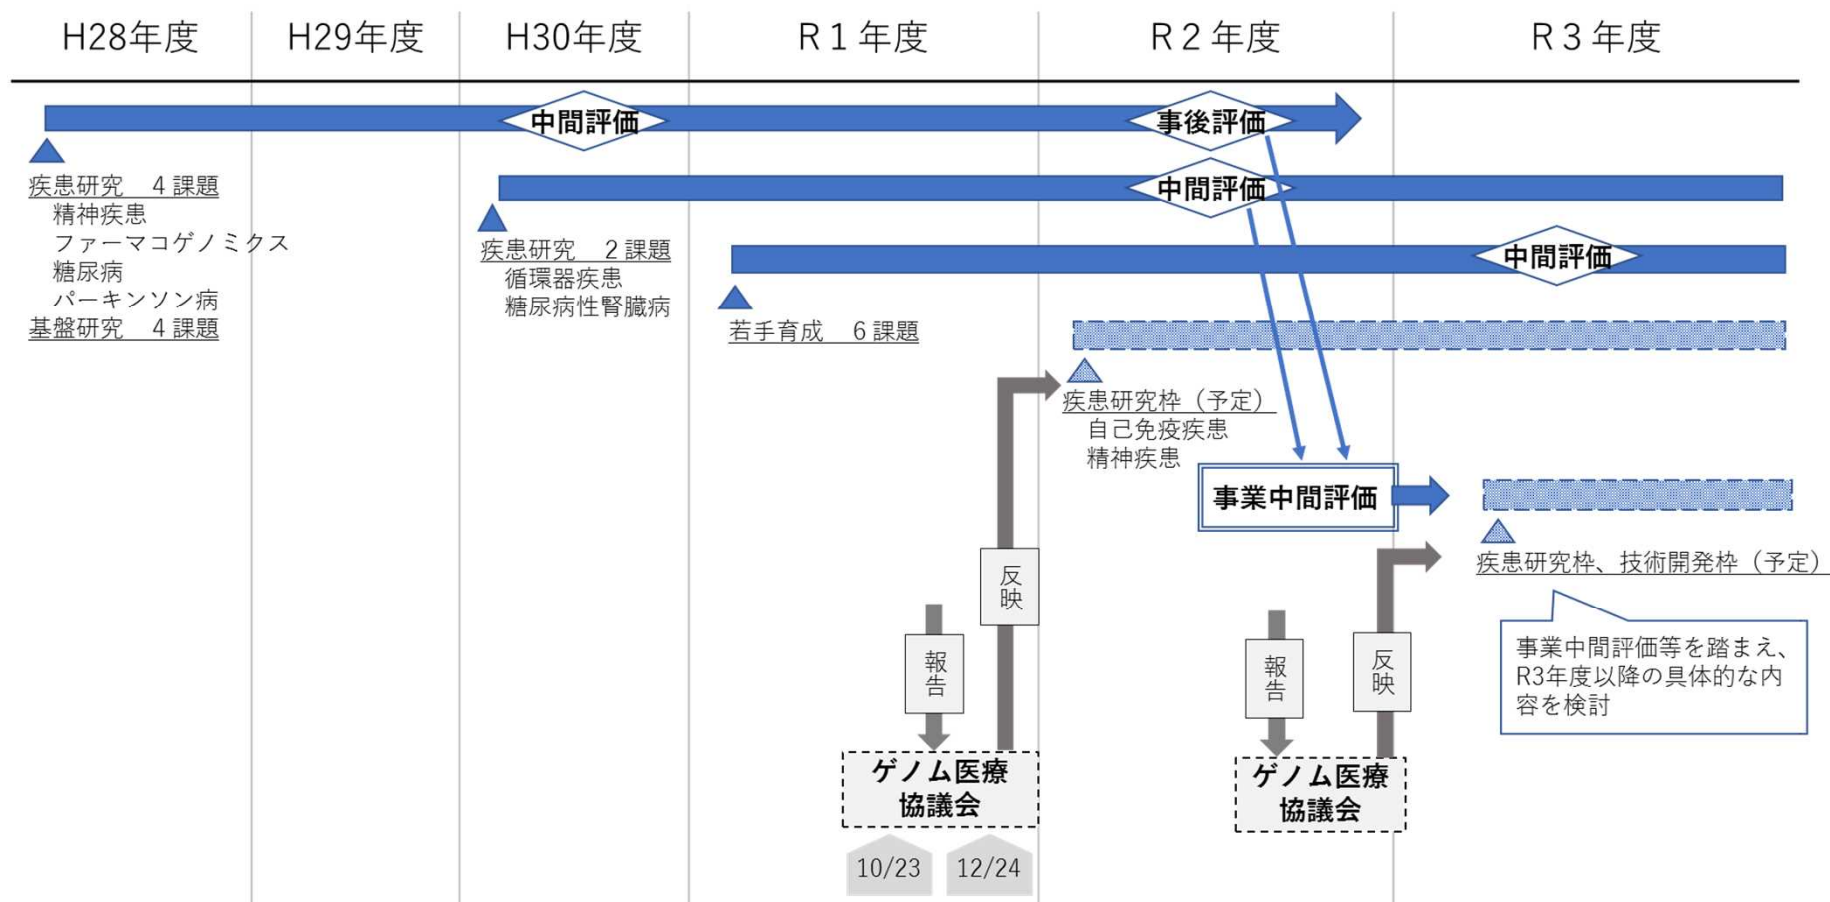 H28年度
H29年度
H30年度
R１年度
R２年度
R３年度
中間評価
事後評価
疾患研究　４課題
精神疾患
ファーマコゲノミクス
糖尿病
パーキンソン病
基盤研究　４課題
中間評価
疾患研究　２課題
循環器疾患
糖尿病性腎臓病
中間評価
若手育成　６課題
疾患研究枠（予定）
自己免疫疾患
精神疾患
事業中間評価
疾患研究枠、技術開発枠（予定）
事業中間評価等を踏まえ、
R3年度以降の具体的な内
容を検討
報告
反映
ゲノム医療
協議会
10/23
12/24
報告
反映
ゲノム医療
協議会